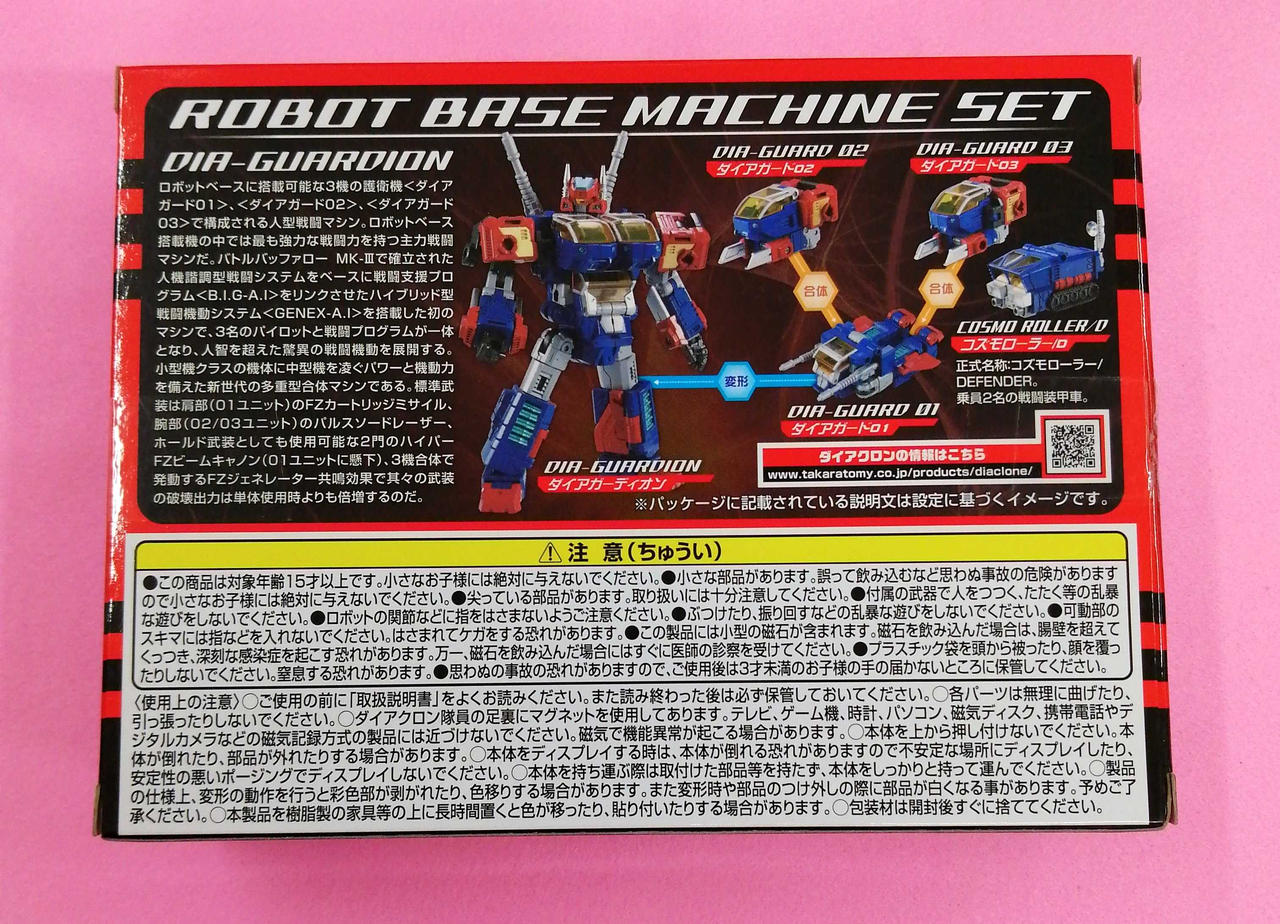 ROBOT BASE MACHINE SET
DIA-GUARDION
ロボットベースに搭載可能な3機の護衛機<ダイア
ガード01>、<ダイアガード02>、<ダイアガード
03>で構成される人型戦闘マシン。ロボットベース
搭載機の中では最も強力な戦闘力を持つ主力戦闘
マシンだ。バトルバッファロー MK-Ⅲで確立された
人機諧調型戦闘システムをベースに戦闘支援プロ
グラム<B.I.G-A.I>をリンクさせたハイブリッド型
戦闘機動システム<GENEX-A.I>を搭載した初の
マシンで、3名のパイロットと戦闘プログラムが一体
となり、人智を超えた驚異の戦闘機動を展開する。
小型機クラスの機体に中型機を凌ぐパワーと機動力
を備えた新世代の多重型合体マシンである。標準武
装は肩部(01ユニット)のFZカートリッジミサイル、
腕部(02/03ユニット)のパルスソードレーザー、
ホールド武装としても使用可能な2門のハイパー
FZビームキャノン(01ユニットに懸下)、3機合体で
発動するFZジェネレーター共鳴効果で其々の武装
の破壊出力は単体使用時よりも倍増するのだ。
DIA-GUARD 02
ダイアガード02
DIA-GUARD 03
ダイアガード03
合体
合体
COSMO ROLLER/D
コスモローラー/D
正式名称:コズモローラー/
DEFENDER。
乗員2名の戦闘装甲車。
変形
DIA-GUARD 01
ダイアガード01
DIA-GUARDION
ダイアガーディオン
ダイアクロンの情報はこちら
www.takaratomy.co.jp/products/diaclone/
※パッケージに記載されている説明文は設定に基づくイメージです。
⚠注 意(ちゅうい)
●この商品は対象年齢15才以上です。小さなお子様には絶対に与えないでください。●小さな部品があります。誤って飲み込むなど思わぬ事故の危険があります
ので小さなお子様には絶対に与えないでください。●尖っている部品があります。取り扱いには十分注意してください。●付属の武器で人をつつく、たたく等の乱暴
な遊びをしないでください。●ロボットの関節などに指をはさまないようご注意ください。●ぶつけたり、振り回すなどの乱暴な遊びをしないでください。●可動部の
スキマには指などを入れないでください。はさまれてケガをする恐れがあります。●この製品には小型の磁石が含まれます。磁石を飲み込んだ場合は、腸壁を超えて
くっつき、深刻な感染症を起こす恐れがあります。万一、磁石を飲み込んだ場合にはすぐに医師の診察を受けてください。●プラスチック袋を頭から被ったり、顔を覆っ
たりしないでください。窒息する恐れがあります。●思わぬ事故の恐れがありますので、ご使用後は3才未満のお子様の手の届かないところに保管してください。
〈使用上の注意〉○ご使用の前に「取扱説明書」をよくお読みください。また読み終わった後は必ず保管しておいてください。○各パーツは無理に曲げたり、
引っ張ったりしないでください。○ダイアクロン隊員の足裏にマグネットを使用してあります。テレビ、ゲーム機、時計、パソコン、磁気ディスク、携帯電話やデ
ジタルカメラなどの磁気記録方式の製品には近づけないでください。磁気で機能異常が起こる場合があります。○本体を上から押し付けないでください。本
体が倒れたり、部品が外れたりする場合があります。○本体をディスプレイする時は、本体が倒れる恐れがありますので不安定な場所にディスプレイしたり、
安定性の悪いポージングでディスプレイしないでください。○本体を持ち運ぶ際は取付けた部品等を持たず、本体をしっかりと持って運んでください。○製品
の仕様上、変形の動作を行うと彩色部が剥がれたり、色移りする場合があります。また変形時や部品のつけ外しの際に部品が白くなる事があります。予めご了
承ください。○本製品を樹脂製の家具等の上に長時間置くと色が移ったり、貼り付いたりする場合があります。○包装材は開封後すぐに捨ててください。